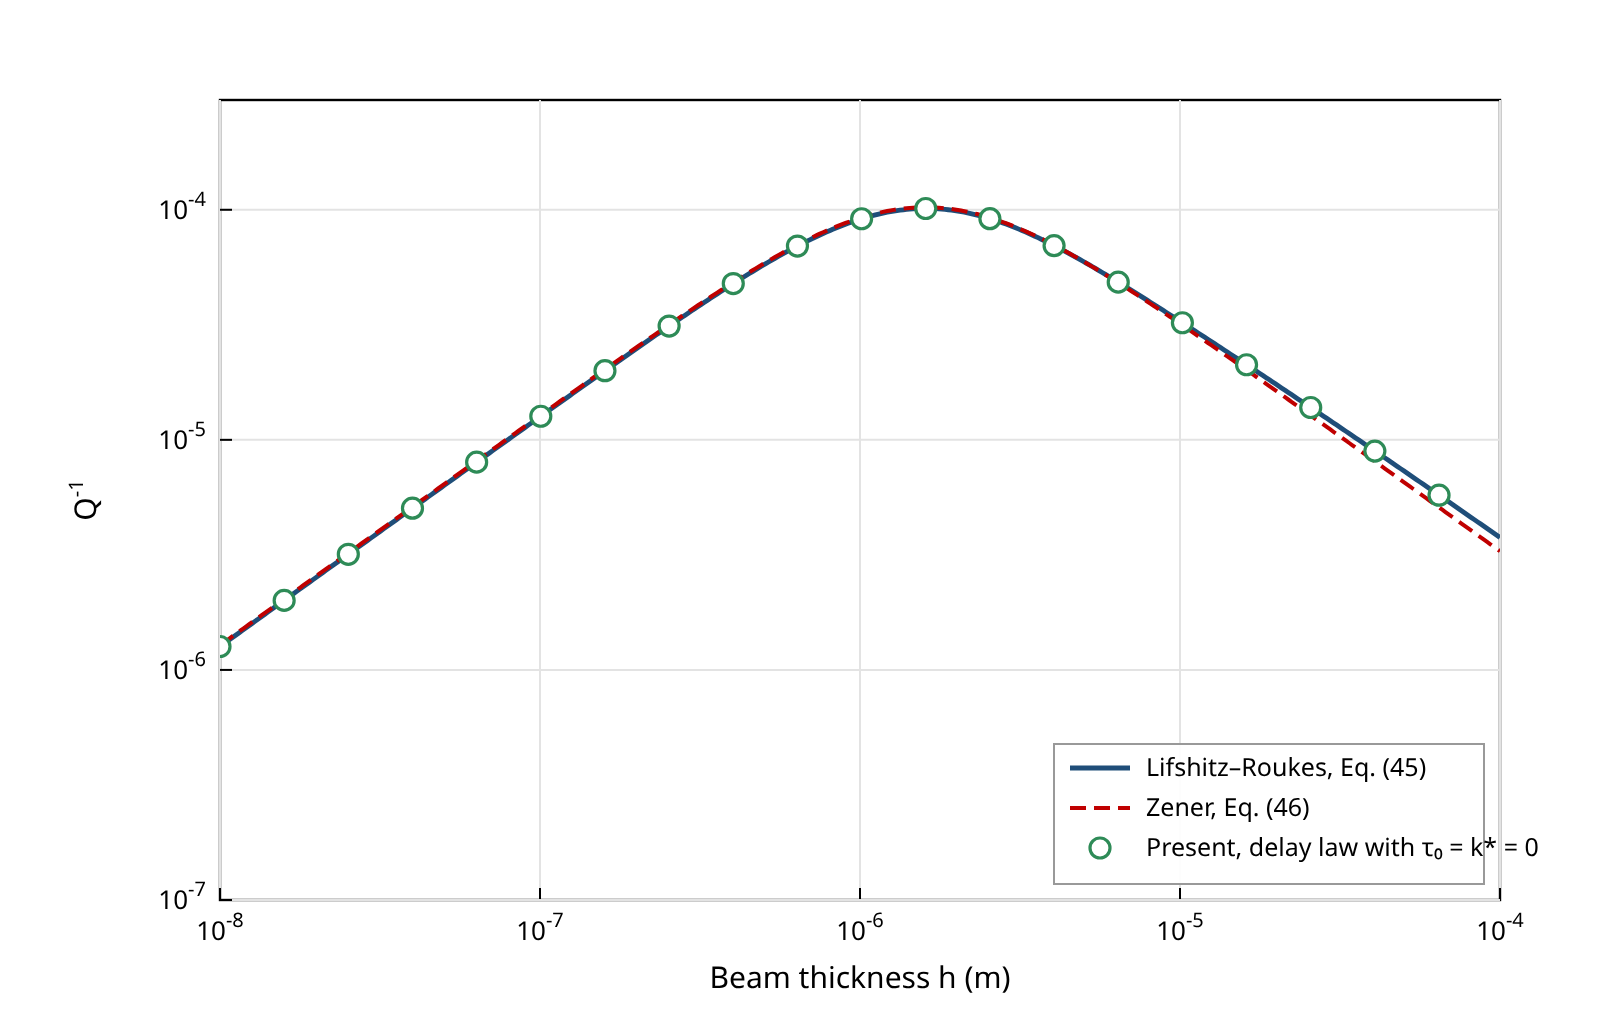 10⁻⁴
10⁻⁵
10⁻⁶
10⁻⁷
Q⁻¹
10⁻⁸ 10⁻⁷ 10⁻⁶ 10⁻⁵ 10⁻⁴
Beam thickness h (m)
Lifshitz–Roukes, Eq. (45)
Zener, Eq. (46)
Present, delay law with τ₀ = k* = 0